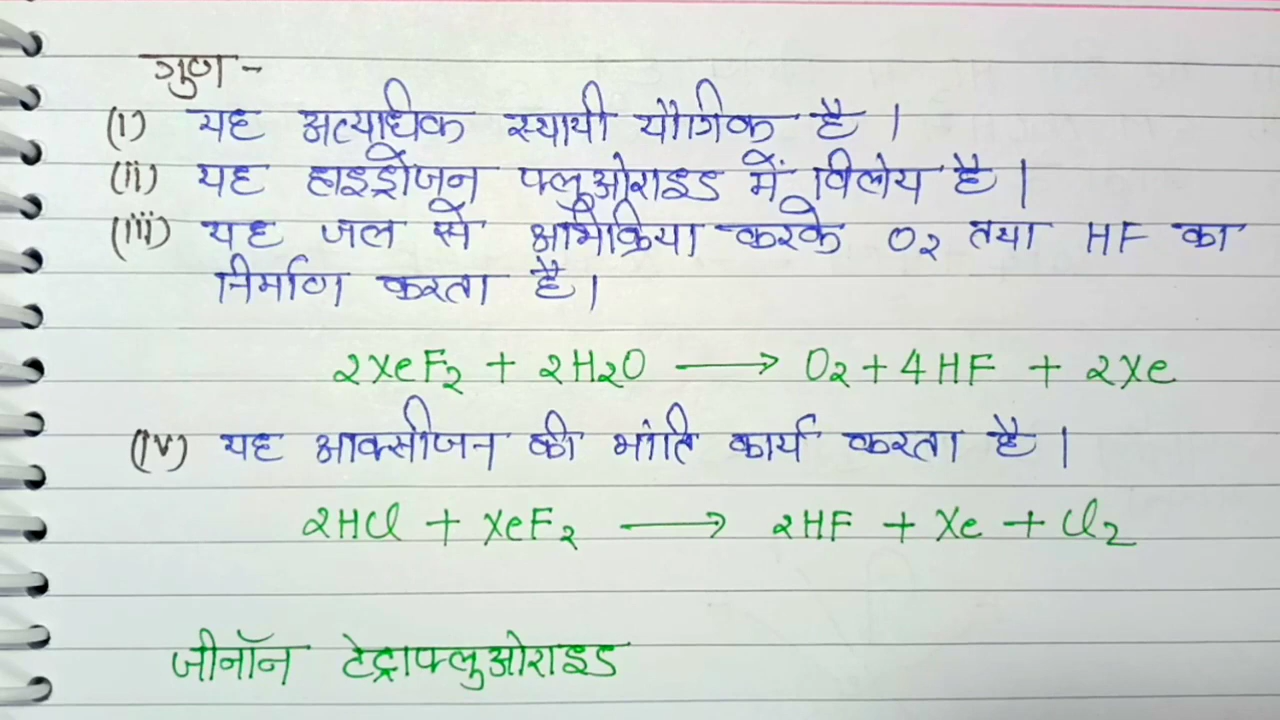 गुण -
(i) यह अत्यधिक स्थायी यौगिक है।
(ii) यह हाइड्रोजन फ्लुओराइड में विलेय है।
(iii) यह जल से अभिक्रिया करके O₂ तथा HF का
निर्माण करता है।
2XeF₂ + 2H₂O ⟶ O₂ + 4HF + 2Xe
(iv) यह आक्सीजन की भांति कार्य करता है।
2HCl + XeF₂ ⟶ 2HF + Xe + Cl₂
जीनॉन टेट्राफ्लुओराइड